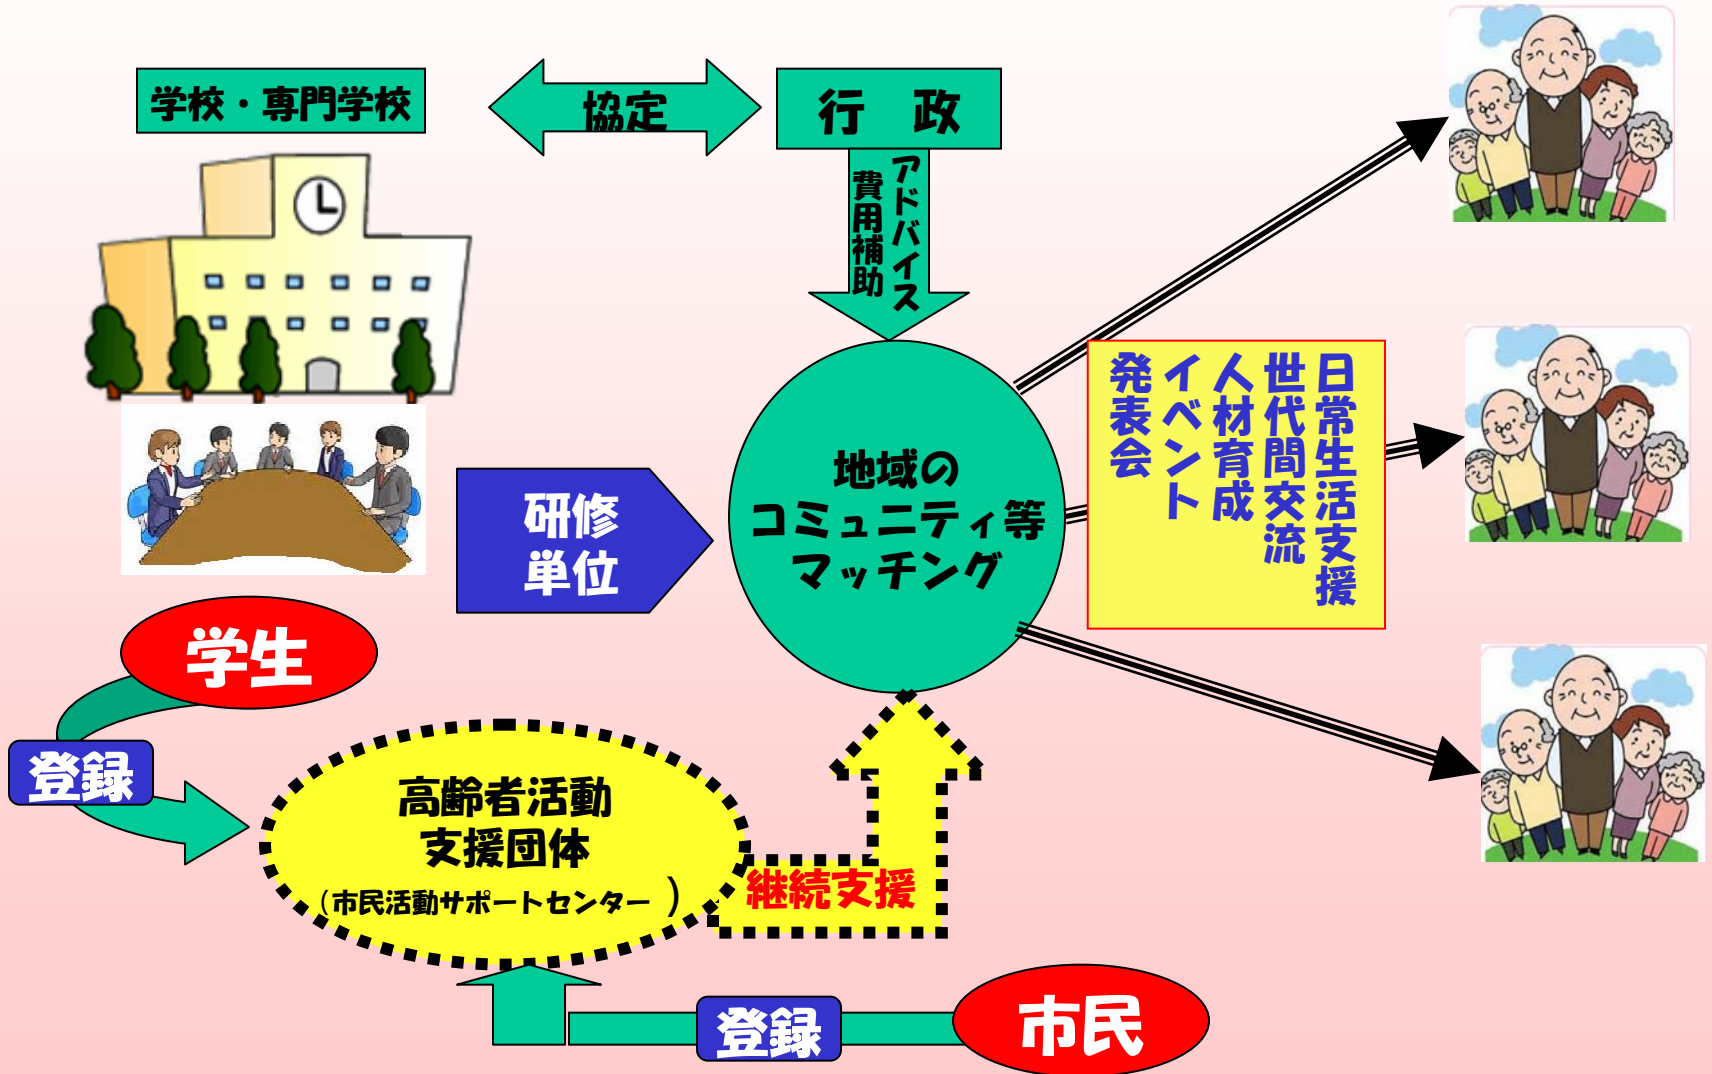 学校・専門学校
協定
行　政
アドバイス
費用補助
地域の
コミュニティ等
マッチング
日常生活支援
世代間交流
人材育成
イベント
発表会
研修
単位
学生
登録
高齢者活動
支援団体
（市民活動サポートセンター　）
継続支援
登録
市民